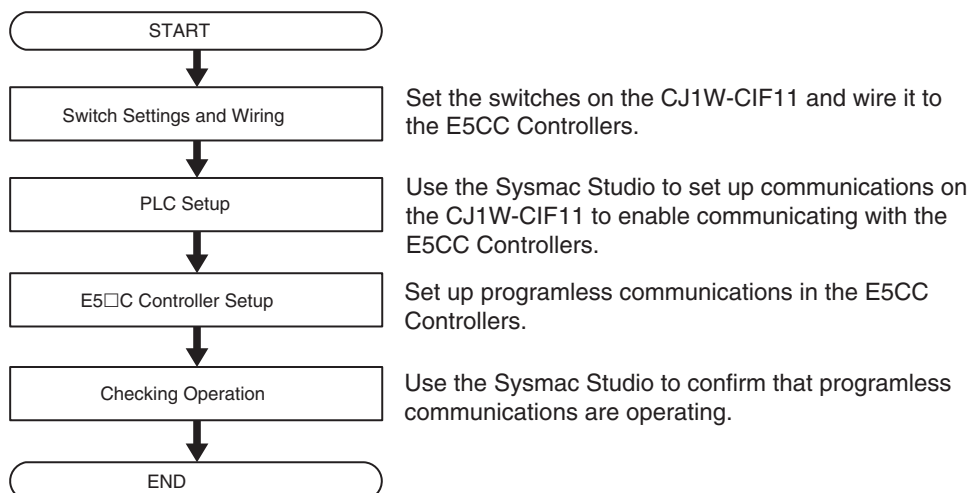 START
Switch Settings and Wiring
Set the switches on the CJ1W-CIF11 and wire it to
the E5CC Controllers.
PLC Setup
Use the Sysmac Studio to set up communications on
the CJ1W-CIF11 to enable communicating with the
E5CC Controllers.
E5□C Controller Setup
Set up programless communications in the E5CC
Controllers.
Checking Operation
Use the Sysmac Studio to confirm that programless
communications are operating.
END